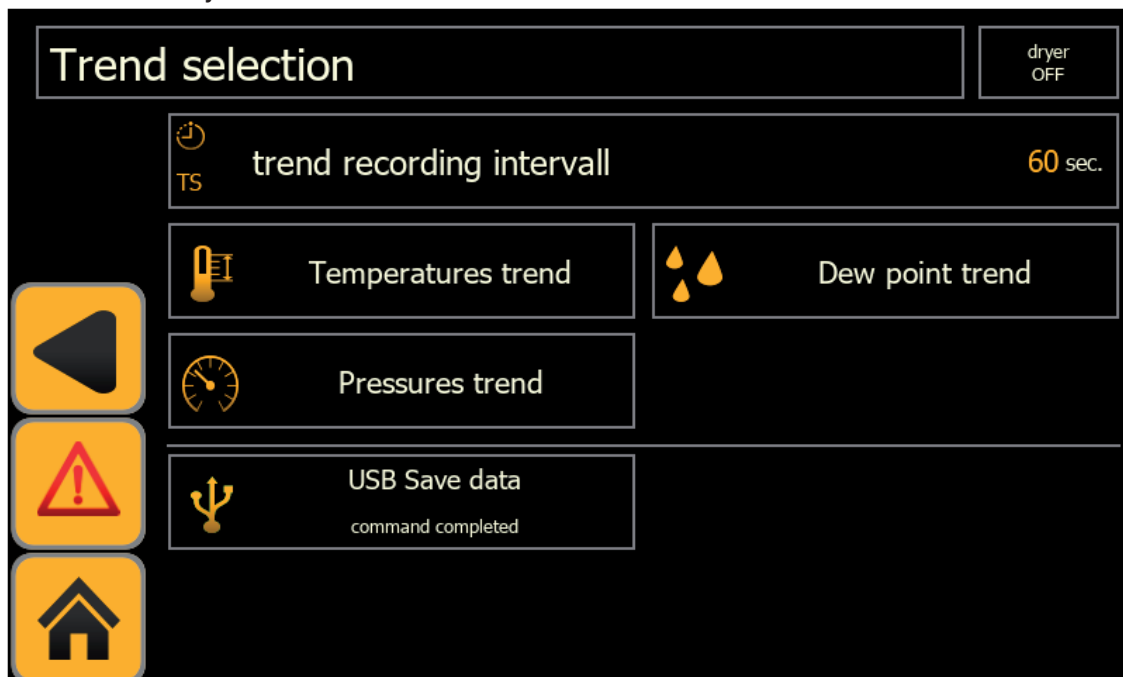 Trend selection
dryer
OFF
TS
trend recording intervall
60 sec.
Temperatures trend
Dew point trend
Pressures trend
USB Save data
command completed